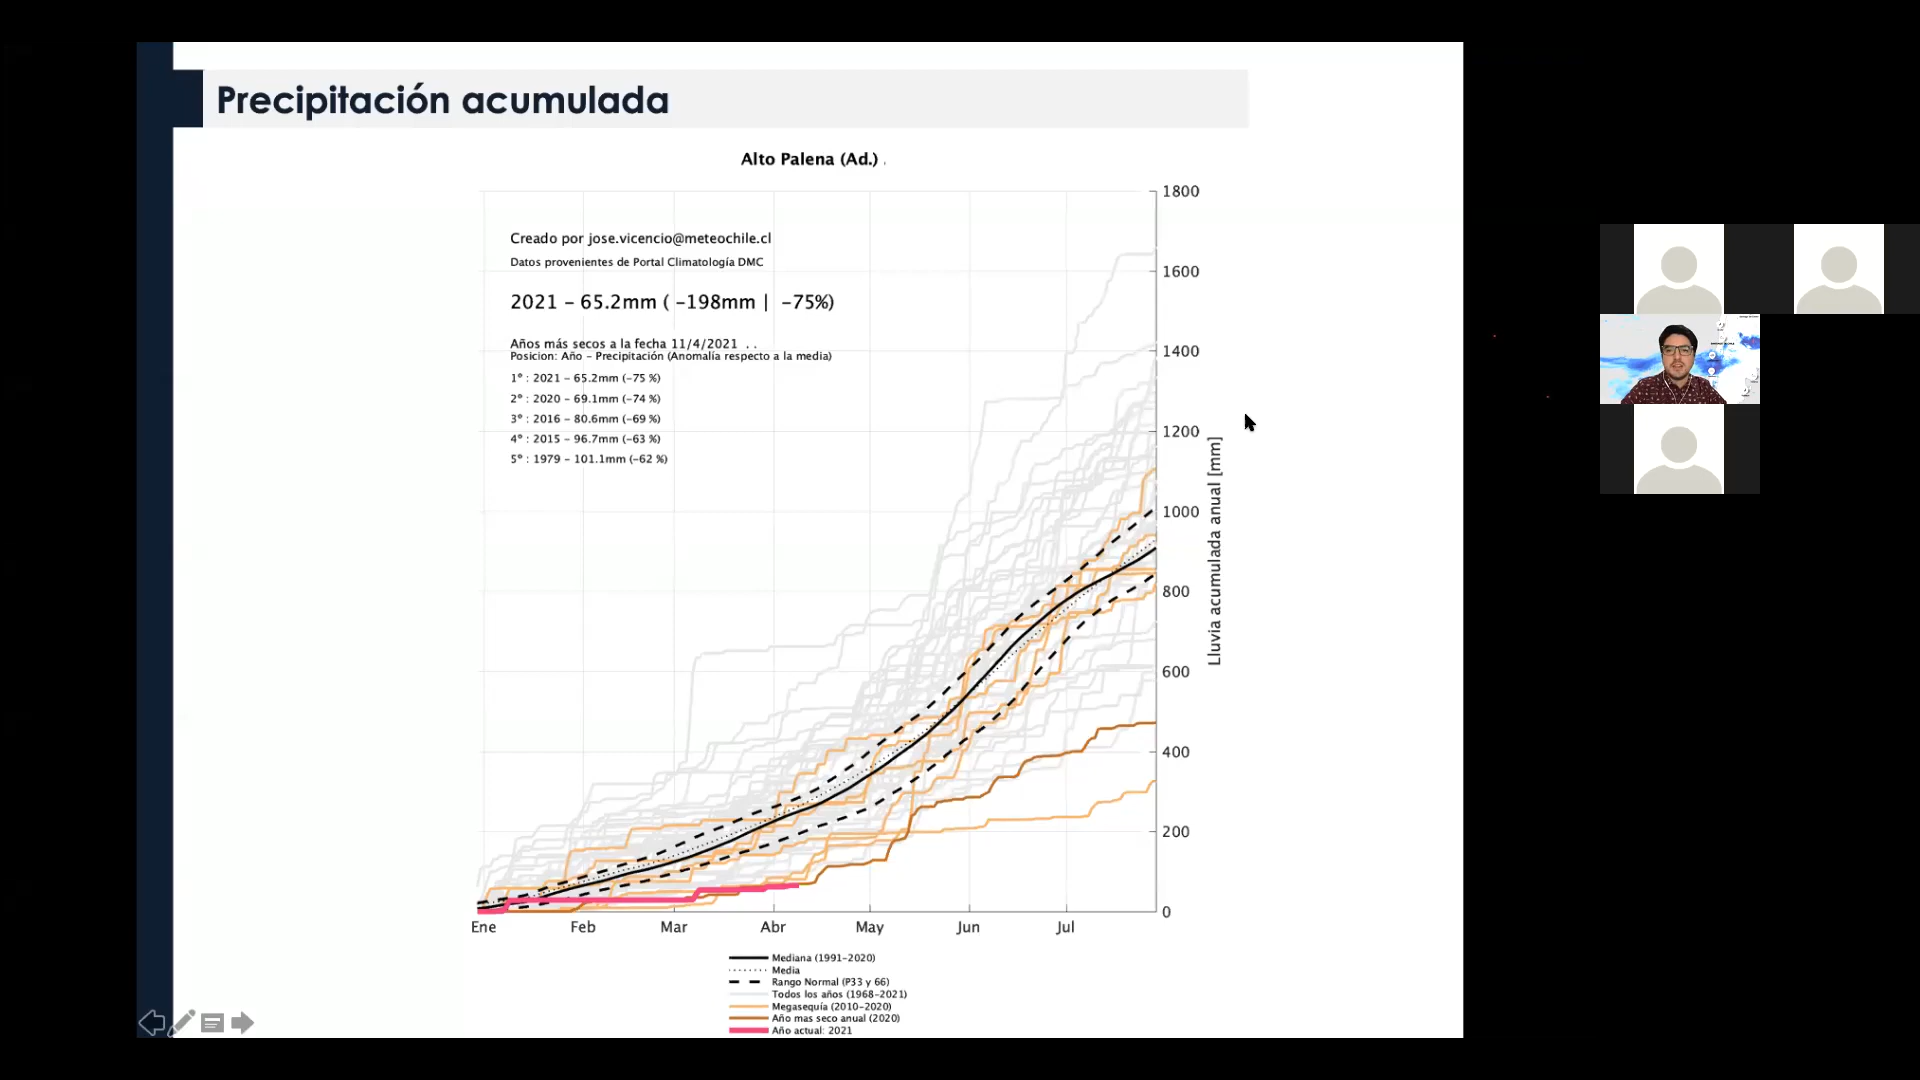 Precipitación acumulada
Alto Palena (Ad.)
Creado por jose.vicencio@meteochile.cl
Datos provenientes de Portal Climatología DMC
2021 - 65.2mm ( -198mm | -75%)
Años más secos a la fecha 11/4/2021 . .
Posicion: Año - Precipitación (Anomalía respecto a la media)
1º : 2021 - 65.2mm (-75 %)
2º : 2020 - 69.1mm (-74 %)
3º : 2016 - 80.6mm (-69 %)
4º : 2015 - 96.7mm (-63 %)
5º : 1979 - 101.1mm (-62 %)
1800
1600
1400
1200
1000
800
600
400
200
0
Lluvia acumulada anual [mm]
Ene Feb Mar Abr May Jun Jul
Mediana (1991-2020)
Media
Rango Normal (P33 y 66)
Todos los años (1968-2021)
Megasequía (2010-2020)
Año mas seco anual (2020)
Año actual: 2021